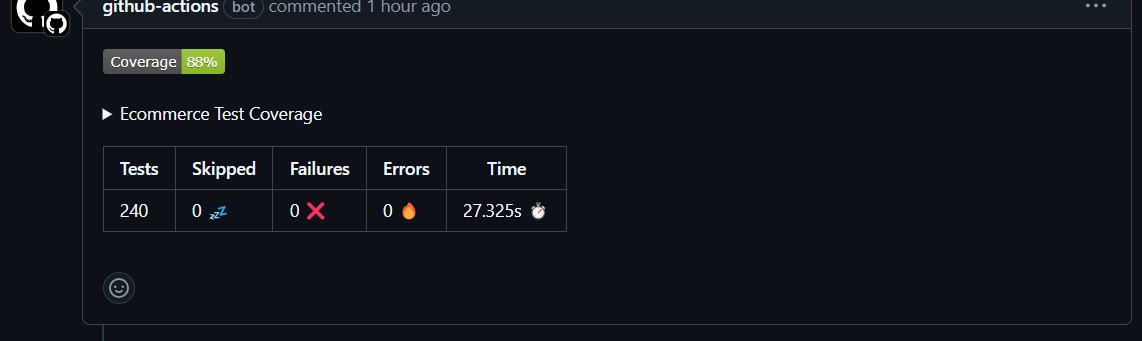 github-actions bot commented 1 hour ago
Coverage 88%
Ecommerce Test Coverage
Tests Skipped Failures Errors Time
240 0 💤 0 ❌ 0 🔥 27.325s ⏱️